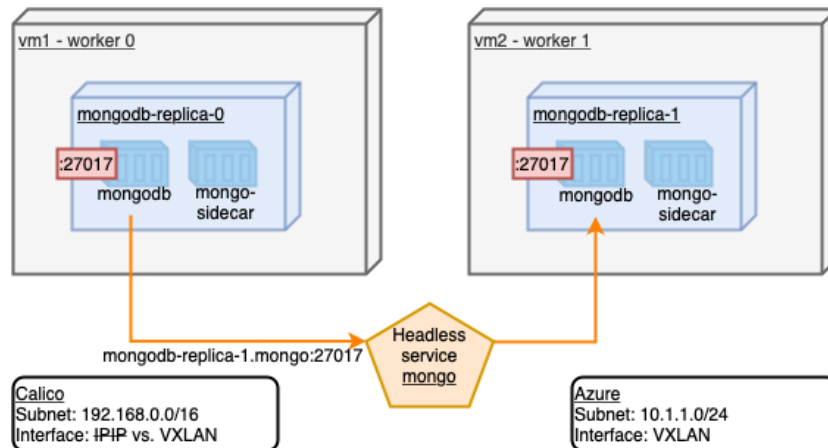 vm1 - worker 0
vm2 - worker 1
mongodb-replica-0
mongodb-replica-1
:27017
mongodb
mongo-
sidecar
:27017
mongodb
mongo-
sidecar
mongodb-replica-1.mongo:27017
Headless
service
mongo
Calico
Subnet: 192.168.0.0/16
Interface: IPIP vs. VXLAN
Azure
Subnet: 10.1.1.0/24
Interface: VXLAN